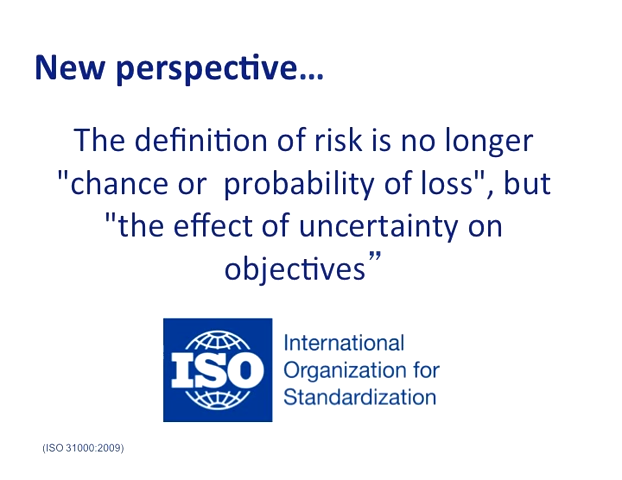 New perspective…
The definition of risk is no longer
"chance or  probability of loss", but
"the effect of uncertainty on
objectives”
ISO
International
Organization for
Standardization
(ISO 31000:2009)